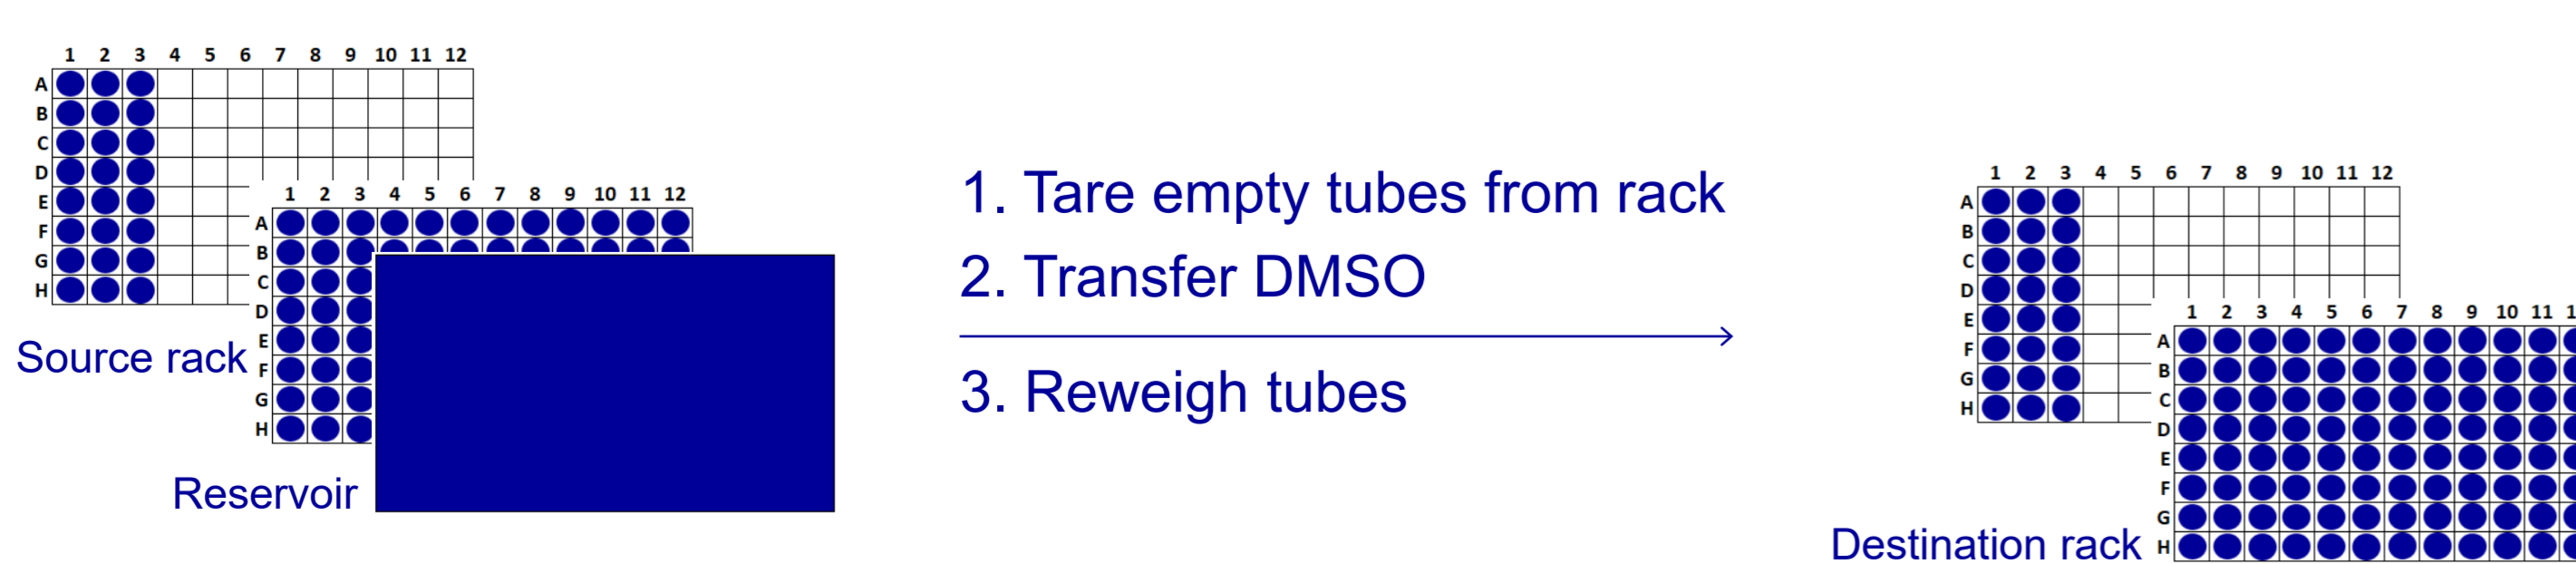 1 2 3 4 5 6 7 8 9 10 11 12
A
B
C
D
E
F
G
H
Source rack
1 2 3 4 5 6 7 8 9 10 11 12
A
B
C
D
E
F
G
H
Reservoir
1. Tare empty tubes from rack
2. Transfer DMSO
3. Reweigh tubes
1 2 3 4 5 6 7 8 9 10 11 12
A
B
C
D
E
F
G
H
1 2 3 4 5 6 7 8 9 10 11
A
B
C
D
E
F
G
H
Destination rack